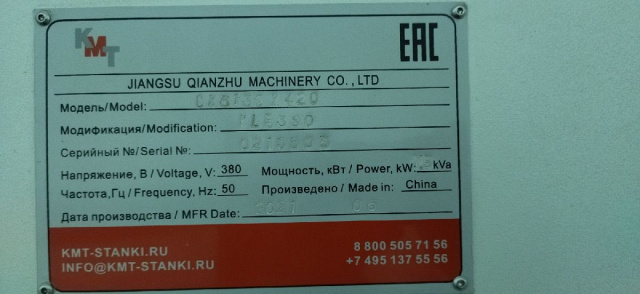 KMT
EAC
JIANGSU QIANZHU MACHINERY CO., LTD
Модель/Model:
Модификация/Modification:
Серийный №/Serial №:
Напряжение, В / Voltage, V: 380 Мощность, кВт / Power, kW: kVa
Частота,Гц / Frequency, Hz: 50 Произведено / Made in: China
Дата производства / MFR Date:
KMT-STANKI.RU 8 800 505 71 56
INFO@KMT-STANKI.RU +7 495 137 55 56